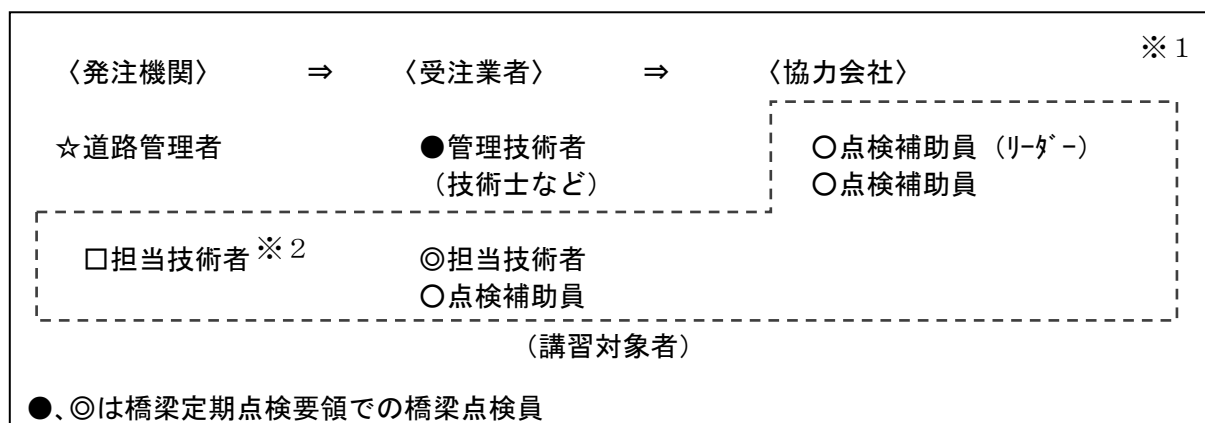 ※１
〈発注機関〉 ⇒ 〈受注業者〉 ⇒ 〈協力会社〉
☆道路管理者 ●管理技術者 ○点検補助員（ﾘｰﾀﾞｰ）
（技術士など） ○点検補助員
□担当技術者※２ ◎担当技術者
○点検補助員
（講習対象者）
●、◎は橋梁定期点検要領での橋梁点検員